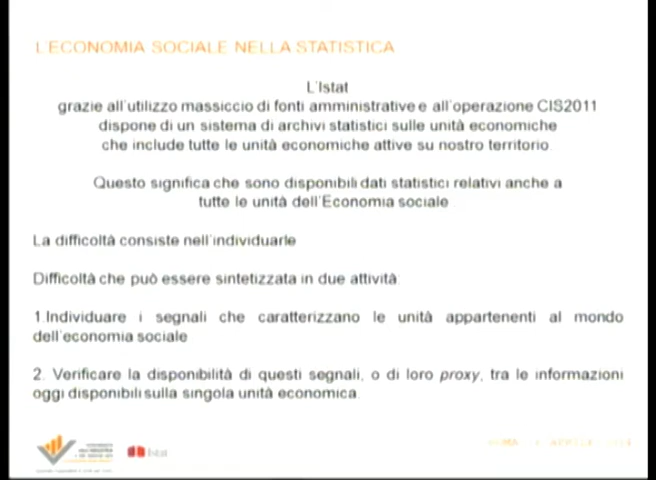 L'ECONOMIA SOCIALE NELLA STATISTICA
L'Istat
grazie all'utilizzo massiccio di fonti amministrative e all'operazione CIS2011
dispone di un sistema di archivi statistici sulle unità economiche
che include tutte le unità economiche attive su nostro territorio
Questo significa che sono disponibili dati statistici relativi anche a
tutte le unità dell'Economia sociale
La difficoltà consiste nell'individuarle
Difficoltà che può essere sintetizzata in due attività:
1.Individuare i segnali che caratterizzano le unità appartenenti al mondo
dell'economia sociale
2. Verificare la disponibilità di questi segnali, o di loro proxy, tra le informazioni
oggi disponibili sulla singola unità economica.
Istat
ROMA